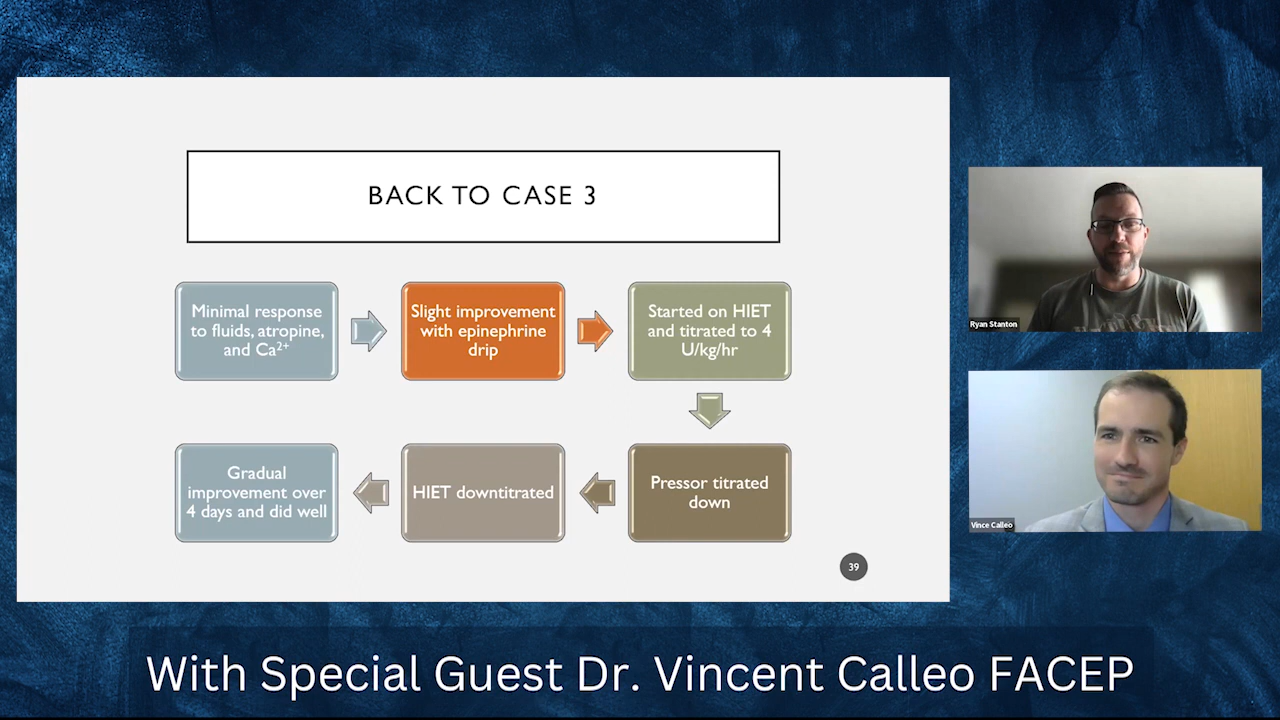 BACK TO CASE 3
Minimal response
to fluids, atropine,
and Ca²⁺
Slight improvement
with epinephrine
drip
Started on HIET
and titrated to 4
U/kg/hr
Pressor titrated
down
HIET downtitrated
Gradual
improvement over
4 days and did well
39
Ryan Stanton
Vince Calleo
With Special Guest Dr. Vincent Calleo FACEP